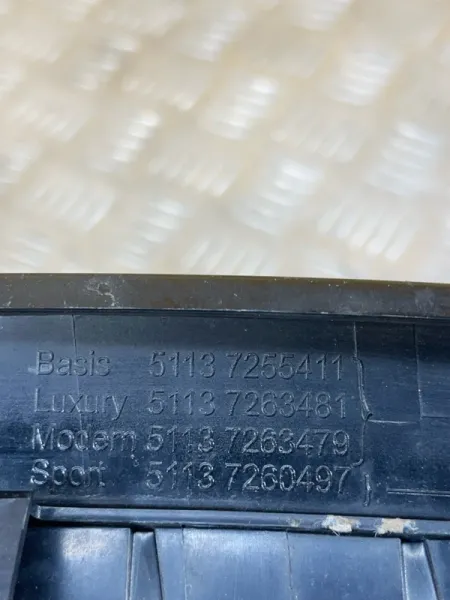 Basis 5113 7255411
Luxury 5113 7263481
Modern 5113 7263479
Sport 5113 7260497